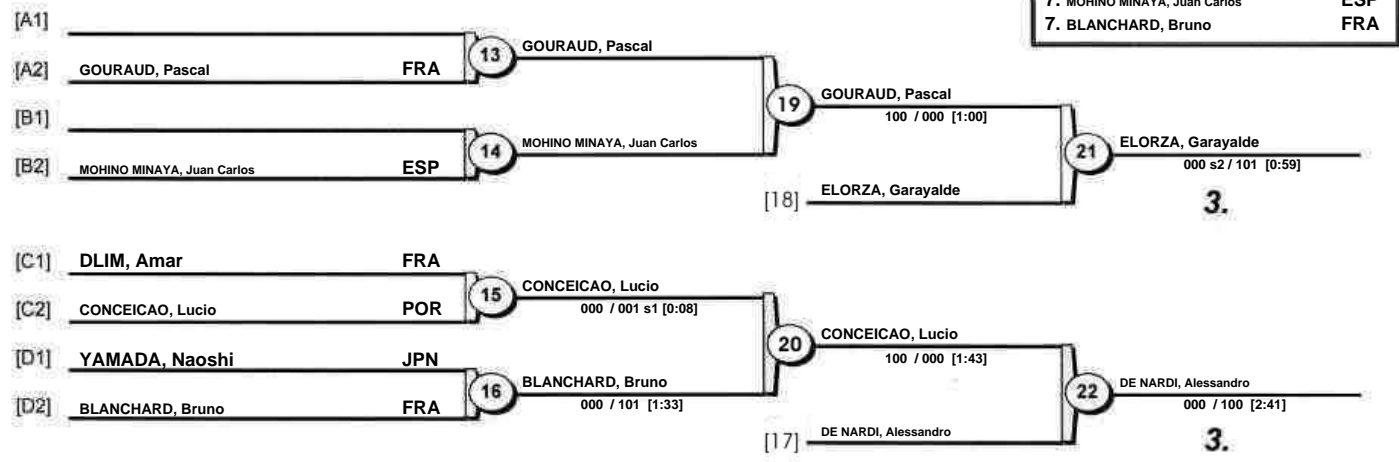 7. MOHINO MINAYA, Juan Carlos ESP
7. BLANCHARD, Bruno FRA
[A1]
[A2] GOURAUD, Pascal FRA
13
GOURAUD, Pascal
[B1]
[B2] MOHINO MINAYA, Juan Carlos ESP
14
MOHINO MINAYA, Juan Carlos
19
GOURAUD, Pascal
100 / 000 [1:00]
[18] ELORZA, Garayalde
21
ELORZA, Garayalde
000 s2 / 101 [0:59]
3.
[C1] DLIM, Amar FRA
[C2] CONCEICAO, Lucio POR
15
CONCEICAO, Lucio
000 / 001 s1 [0:08]
[D1] YAMADA, Naoshi JPN
[D2] BLANCHARD, Bruno FRA
16
BLANCHARD, Bruno
000 / 101 [1:33]
20
CONCEICAO, Lucio
100 / 000 [1:43]
[17] DE NARDI, Alessandro
22
DE NARDI, Alessandro
000 / 100 [2:41]
3.